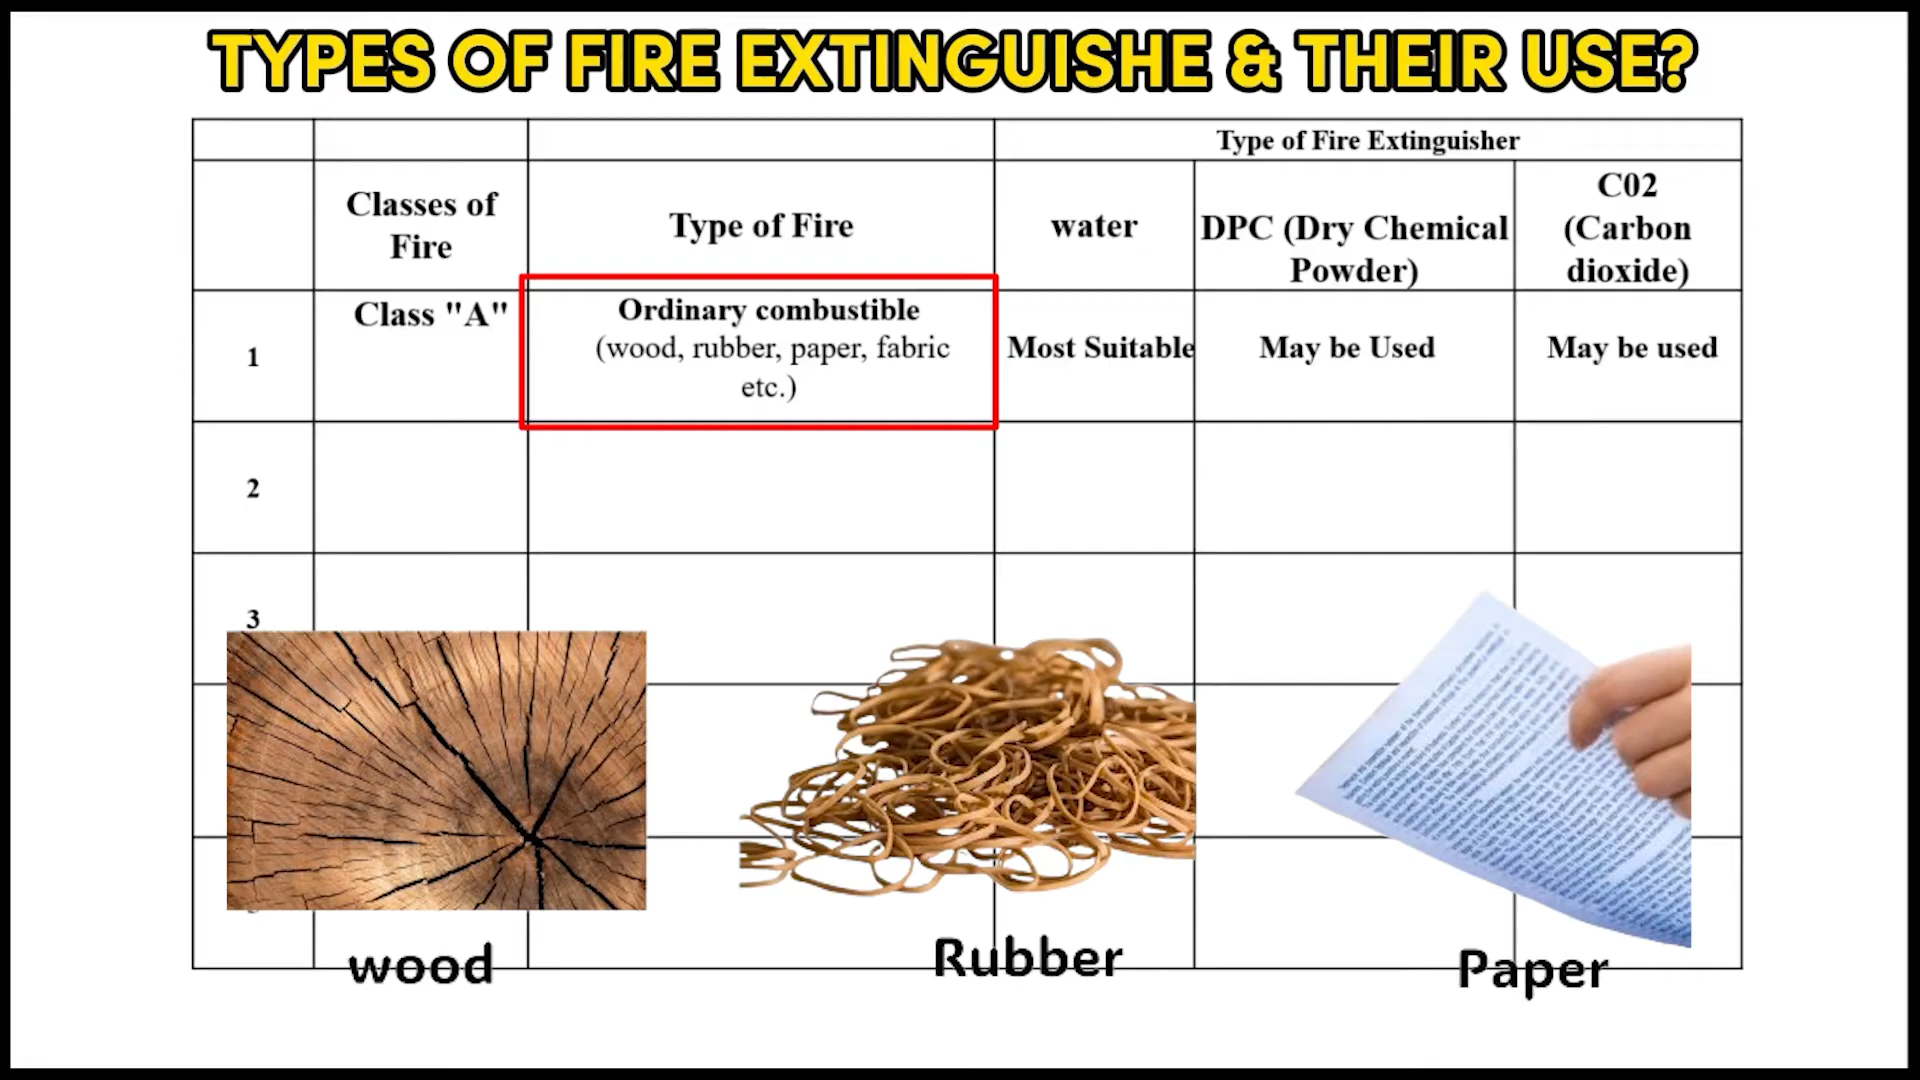 TYPES OF FIRE EXTINGUISHE & THEIR USE?
Type of Fire Extinguisher
Classes of
Fire
Type of Fire
water
DPC (Dry Chemical
Powder)
C02
(Carbon
dioxide)
1
Class "A"
Ordinary combustible
(wood, rubber, paper, fabric
etc.)
Most Suitable
May be Used
May be used
2
3
wood
Rubber
Paper